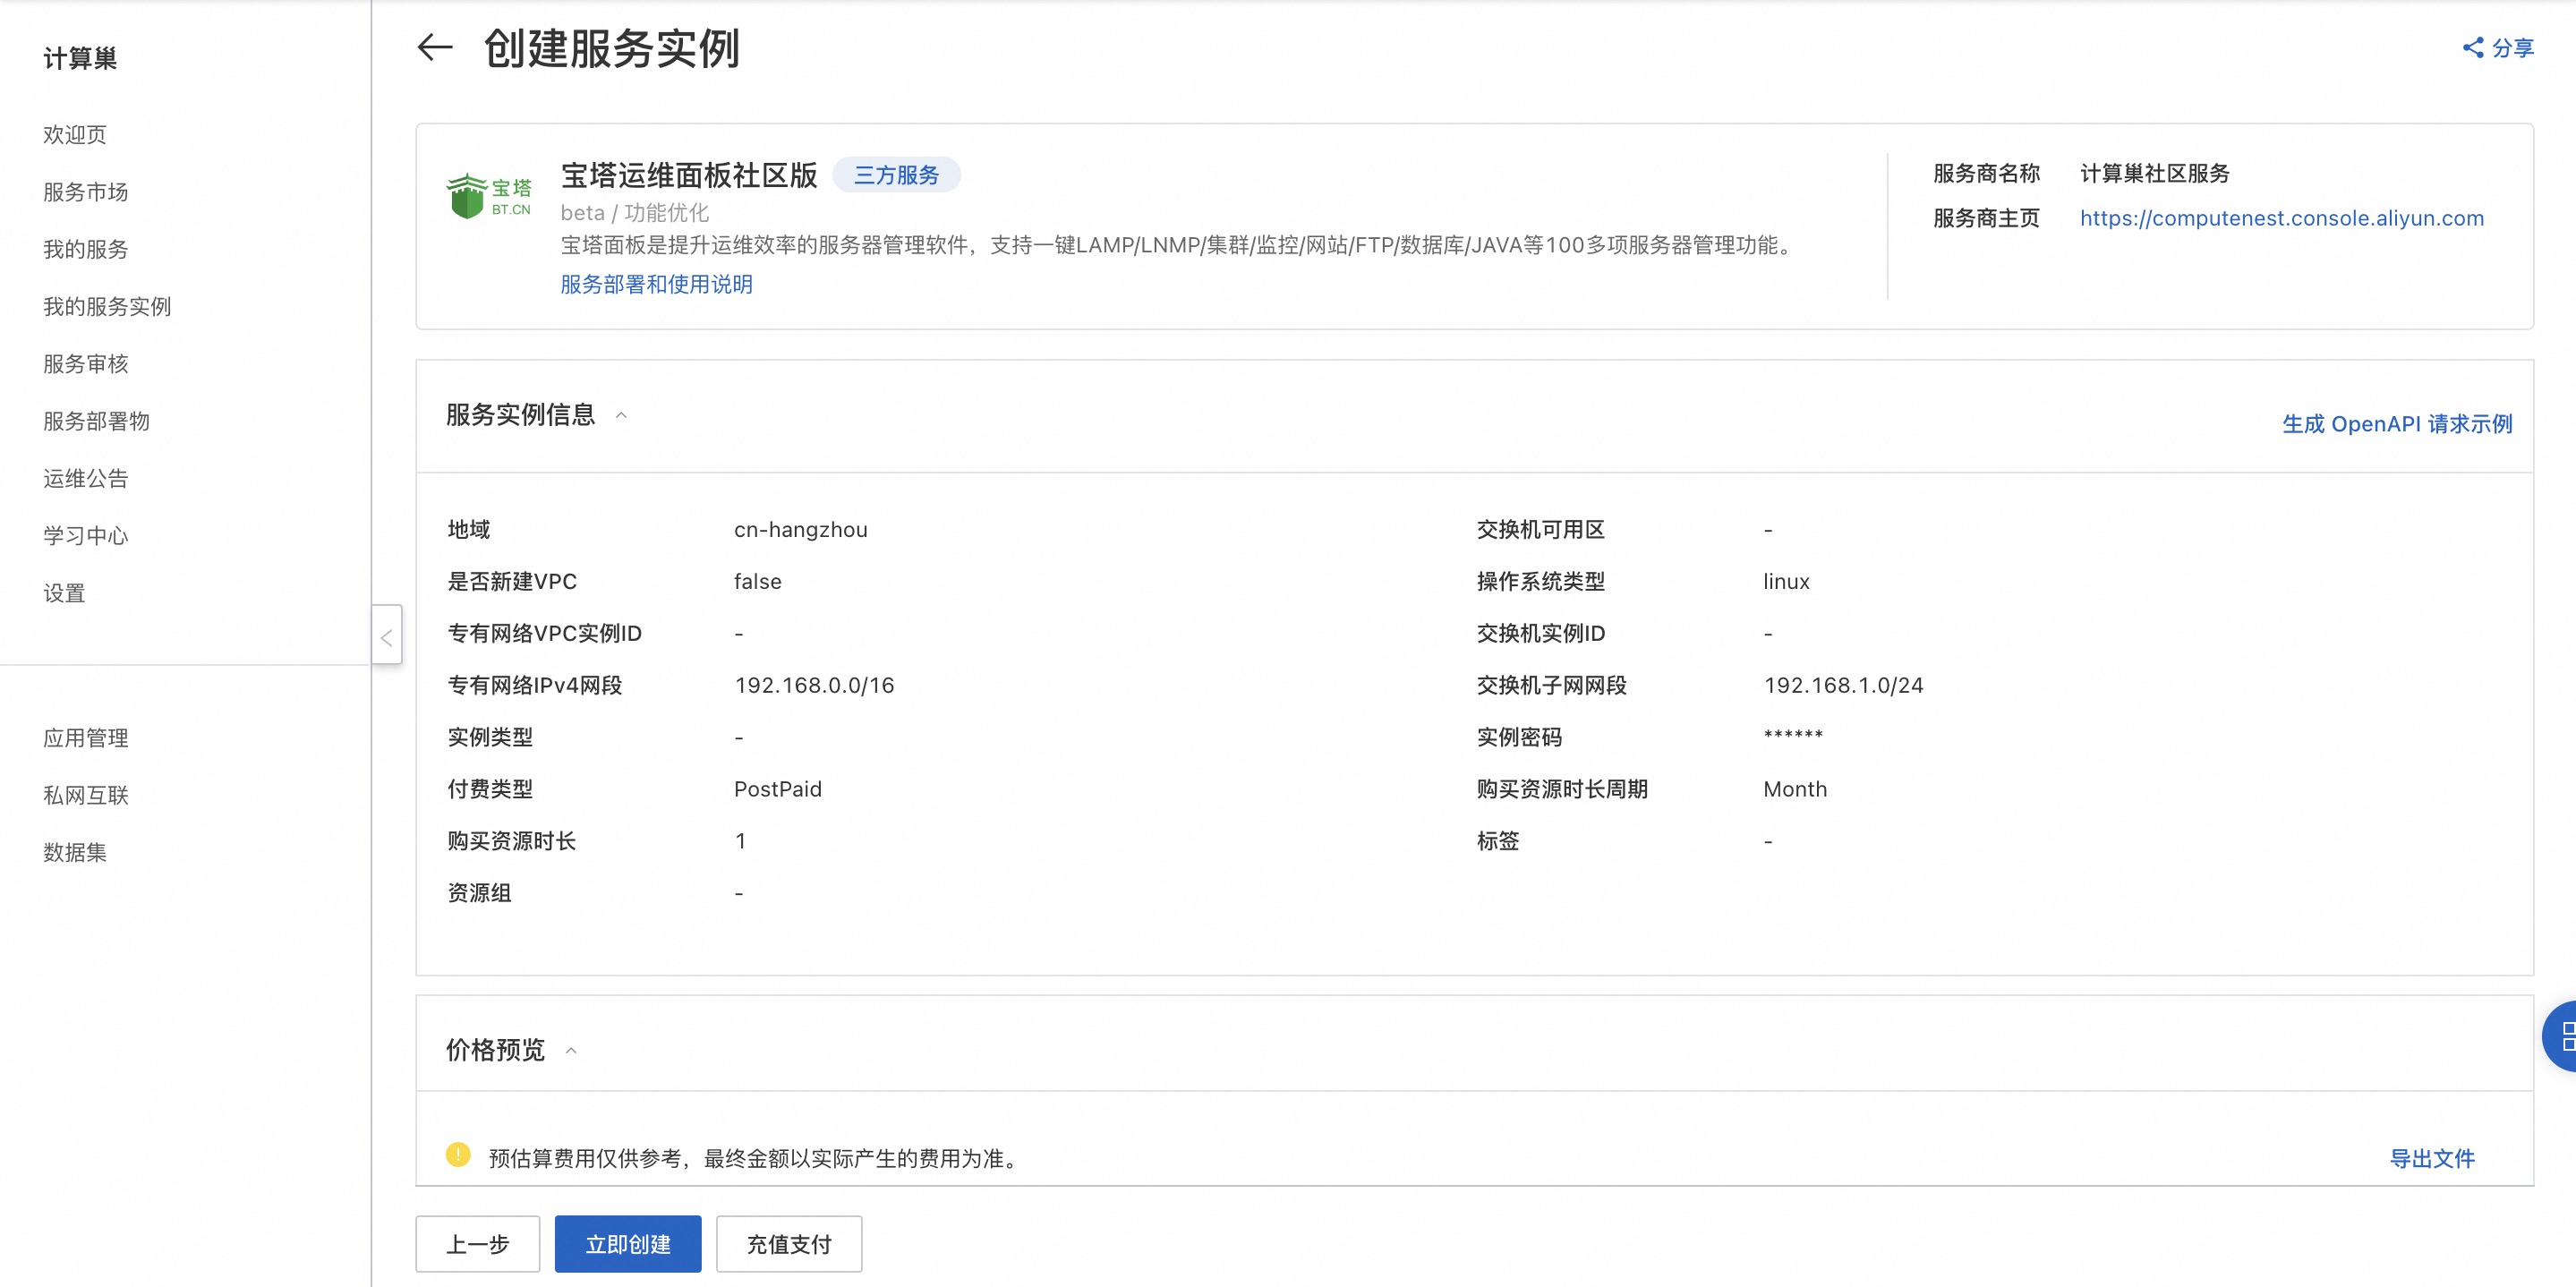 计算巢
欢迎页
服务市场
我的服务
我的服务实例
服务审核
服务部署物
运维公告
学习中心
设置
应用管理
私网互联
数据集
创建服务实例
分享
宝塔
BT.CN
宝塔运维面板社区版 三方服务
beta / 功能优化
宝塔面板是提升运维效率的服务器管理软件，支持一键LAMP/LNMP/集群/监控/网站/FTP/数据库/JAVA等100多项服务器管理功能。
服务部署和使用说明
服务商名称 计算巢社区服务
服务商主页 https://computenest.console.aliyun.com
服务实例信息
生成 OpenAPI 请求示例
地域 cn-hangzhou 交换机可用区 -
是否新建VPC false 操作系统类型 linux
专有网络VPC实例ID - 交换机实例ID -
专有网络IPv4网段 192.168.0.0/16 交换机子网网段 192.168.1.0/24
实例类型 - 实例密码 ******
付费类型 PostPaid 购买资源时长周期 Month
购买资源时长 1 标签 -
资源组 -
价格预览
预估算费用仅供参考，最终金额以实际产生的费用为准。 导出文件
上一步 立即创建 充值支付